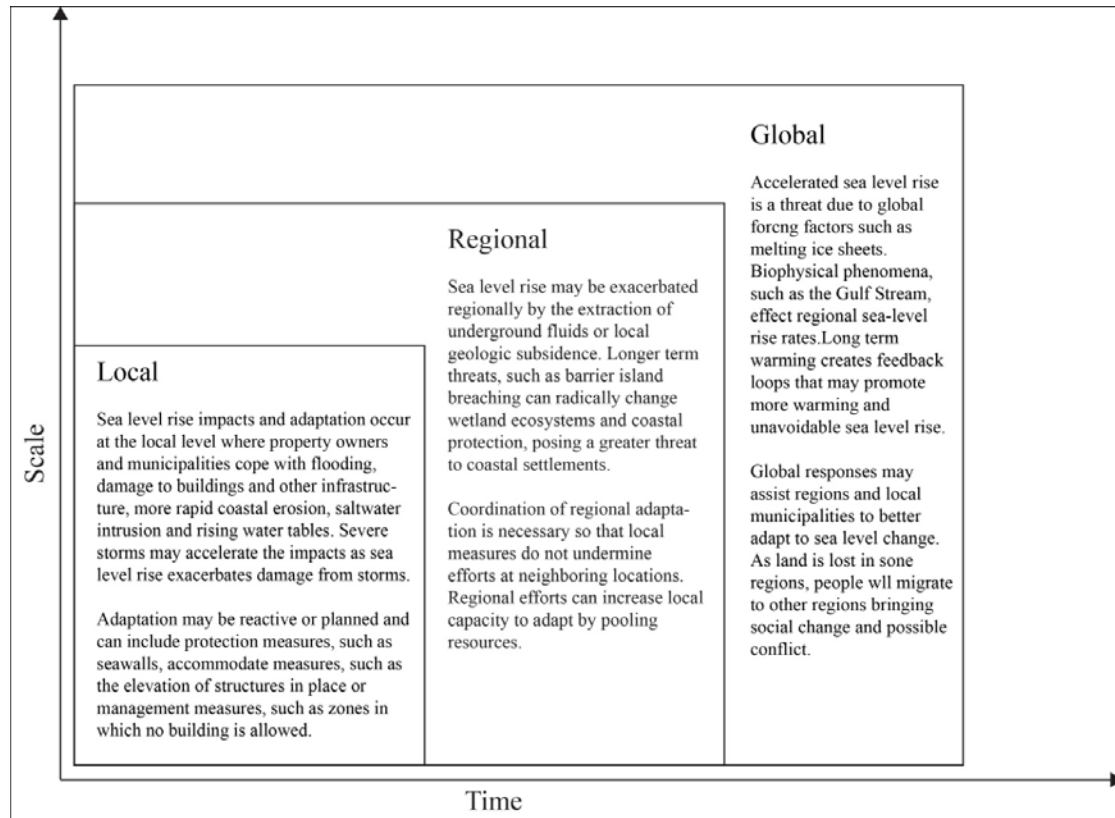 Global
Accelerated sea level rise
is a threat due to global
forcng factors such as
melting ice sheets.
Biophysical phenomena,
such as the Gulf Stream,
effect regional sea-level
rise rates.Long term
warming creates feedback
loops that may promote
more warming and
unavoidable sea level rise.
Global responses may
assist regions and local
municipalities to better
adapt to sea level change.
As land is lost in sone
regions, people wll migrate
to other regions bringing
social change and possible
conflict.
Regional
Sea level rise may be exacerbated
regionally by the extraction of
underground fluids or local
geologic subsidence. Longer term
threats, such as barrier island
breaching can radically change
wetland ecosystems and coastal
protection, posing a greater threat
to coastal settlements.
Coordination of regional adapta-
tion is necessary so that local
measures do not undermine
efforts at neighboring locations.
Regional efforts can increase local
capacity to adapt by pooling
resources.
Local
Sea level rise impacts and adaptation occur
at the local level where property owners
and municipalities cope with flooding,
damage to buildings and other infrastruc-
ture, more rapid coastal erosion, saltwater
intrusion and rising water tables. Severe
storms may accelerate the impacts as sea
level rise exacerbates damage from storms.
Adaptation may be reactive or planned and
can include protection measures, such as
seawalls, accommodate measures, such as
the elevation of structures in place or
management measures, such as zones in
which no building is allowed.
Scale
Time